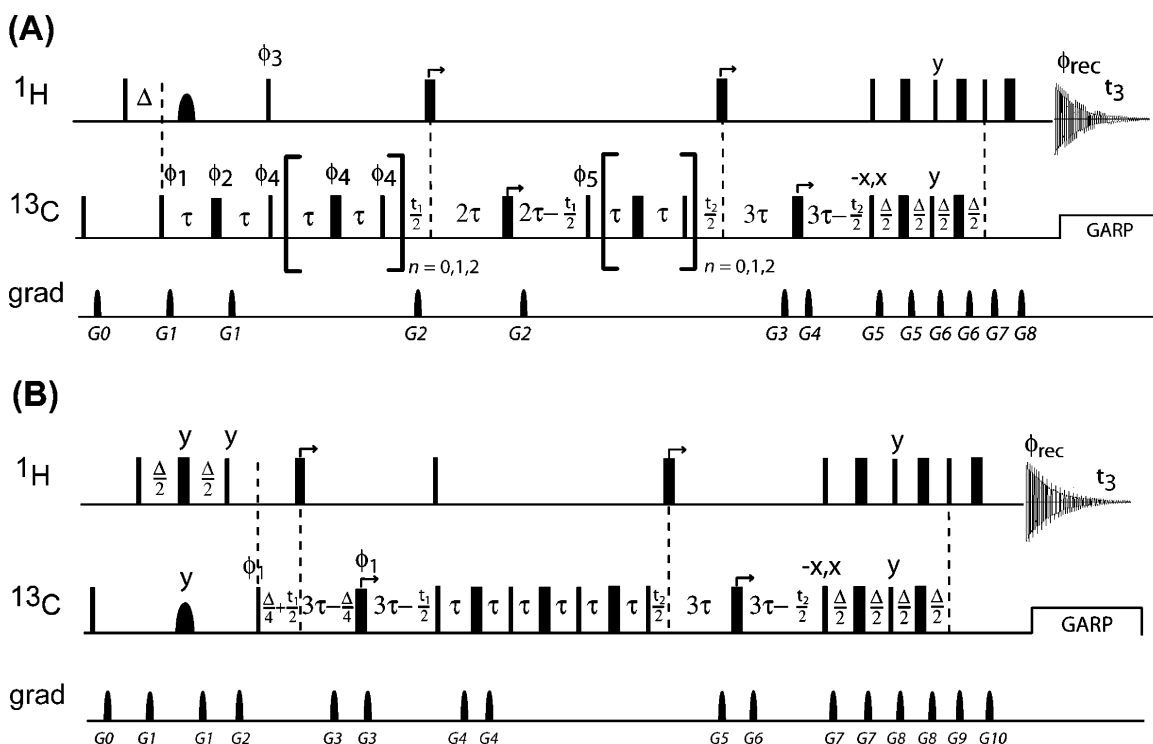 (A)
ϕ3
y
ϕrec
t3
1H
Δ
ϕ1 ϕ2 ϕ4 ϕ4 ϕ4 ϕ5 -x,x y
13C
τ τ τ τ t1/2 2τ 2τ− t1/2 τ τ t2/2 3τ 3τ− t2/2 Δ/2 Δ/2 Δ/2 Δ/2
GARP
n = 0,1,2 n = 0,1,2
grad
G0 G1 G1 G2 G2 G3 G4 G5 G5 G6 G6 G7 G8
(B)
y y y
ϕrec
t3
1H
Δ/2 Δ/2
y ϕ1 ϕ1 -x,x y
13C
Δ/4 + t1/2 3τ− Δ/4 3τ− t1/2 τ τ τ τ τ τ t2/2 3τ 3τ− t2/2 Δ/2 Δ/2 Δ/2 Δ/2
GARP
grad
G0 G1 G1 G2 G3 G3 G4 G4 G5 G6 G7 G7 G8 G8 G9 G10